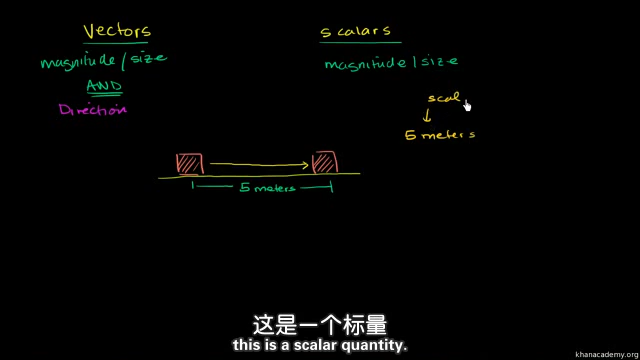 Vectors
scalars
magnitude/size
magnitude/size
AND
Direction
scal
5 meters
5 meters
这是一个标量
this is a scalar quantity.
khanacademy.org